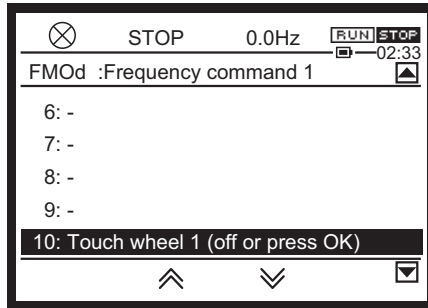 STOP 0.0Hz RUN STOP
02:33
FMOd :Frequency command 1
6: -
7: -
8: -
9: -
10: Touch wheel 1 (off or press OK)